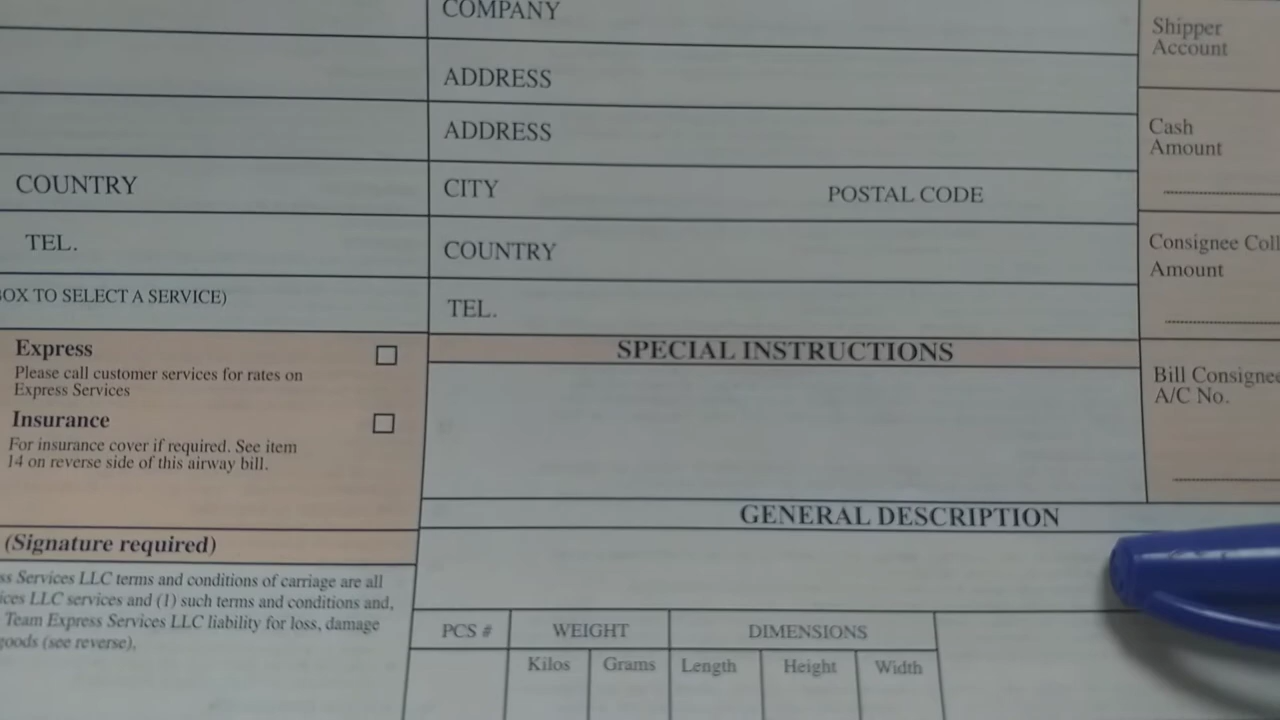 COMPANY
ADDRESS
ADDRESS
CITY POSTAL CODE
COUNTRY
TEL.
COUNTRY
TEL.
BOX TO SELECT A SERVICE)
Express
Please call customer services for rates on
Express Services
Insurance
For insurance cover if required. See item
14 on reverse side of this airway bill.
(Signature required)
Services LLC terms and conditions of carriage are all
LLC services and (1) such terms and conditions and,
Team Express Services LLC liability for loss, damage
goods (see reverse).
SPECIAL INSTRUCTIONS
GENERAL DESCRIPTION
PCS # WEIGHT DIMENSIONS
Kilos Grams Length Height Width
Shipper
Account
Cash
Amount
Consignee Coll
Amount
Bill Consignee
A/C No.